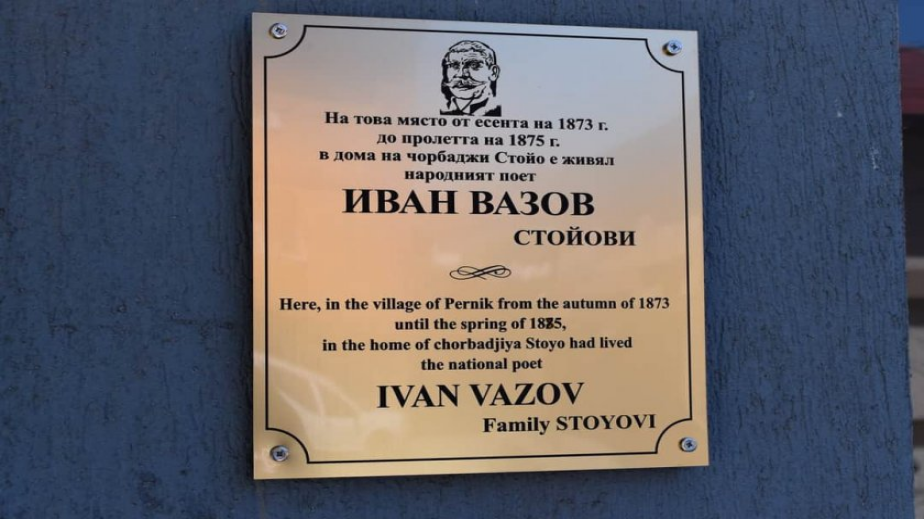 На това място от есента на 1873 г.
до пролетта на 1875 г.
в дома на чорбаджи Стойо е живял
народният поет
ИВАН ВАЗОВ
СТОЙОВИ
Here, in the village of Pernik from the autumn of 1873
until the spring of 1875,
in the home of chorbadjiya Stoyo had lived
the national poet
IVAN VAZOV
Family STOYOVI